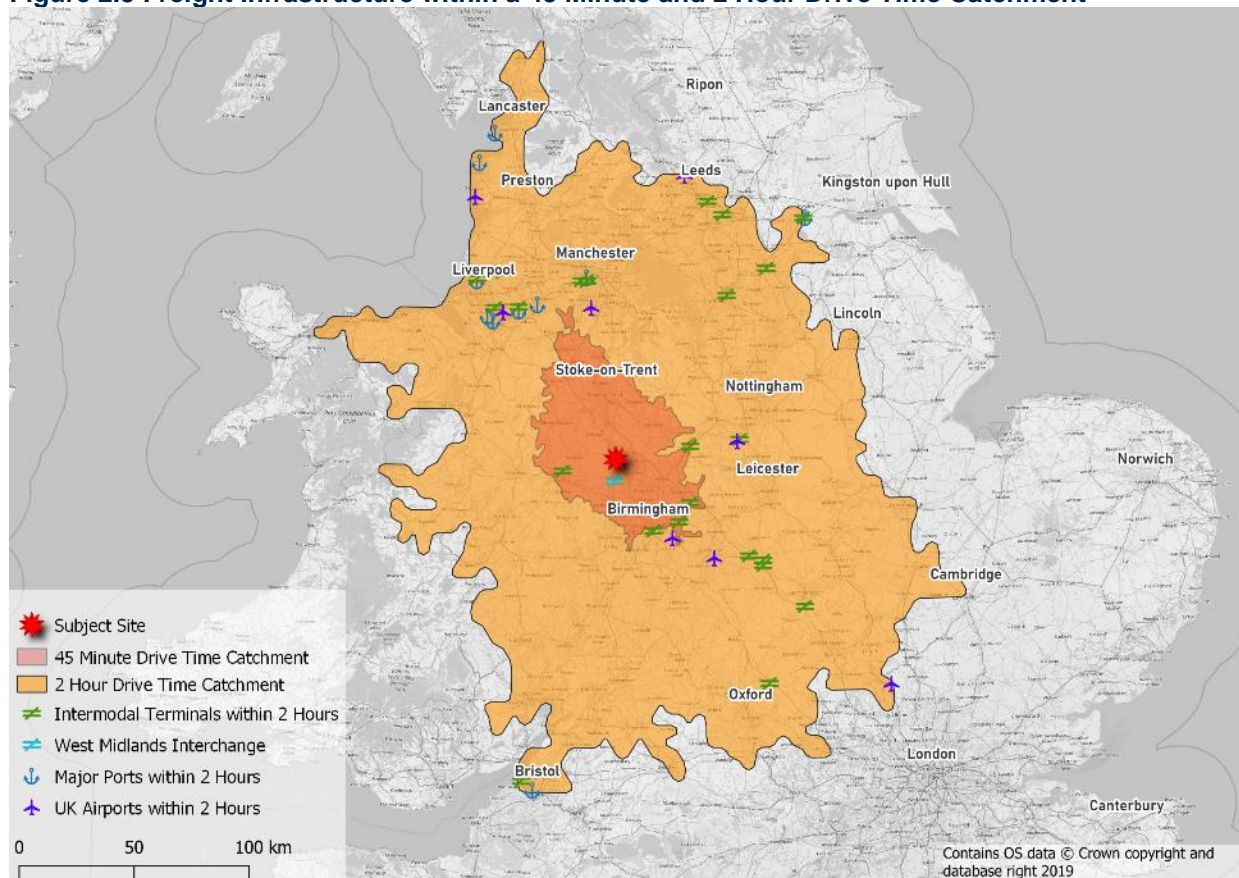 Figure 2.8 Freight Infrastructure within a 45 Minute and 2 Hour Drive Time Catchment
Ripon
Lancaster
Leeds
Preston
Kingston upon Hull
Manchester
Liverpool
Lincoln
Stoke-on-Trent
Nottingham
Norwich
Leicester
Birmingham
Cambridge
Oxford
London
Bristol
Canterbury
Subject Site
45 Minute Drive Time Catchment
2 Hour Drive Time Catchment
Intermodal Terminals within 2 Hours
West Midlands Interchange
Major Ports within 2 Hours
UK Airports within 2 Hours
0 50 100 km
Contains OS data © Crown copyright and
database right 2019